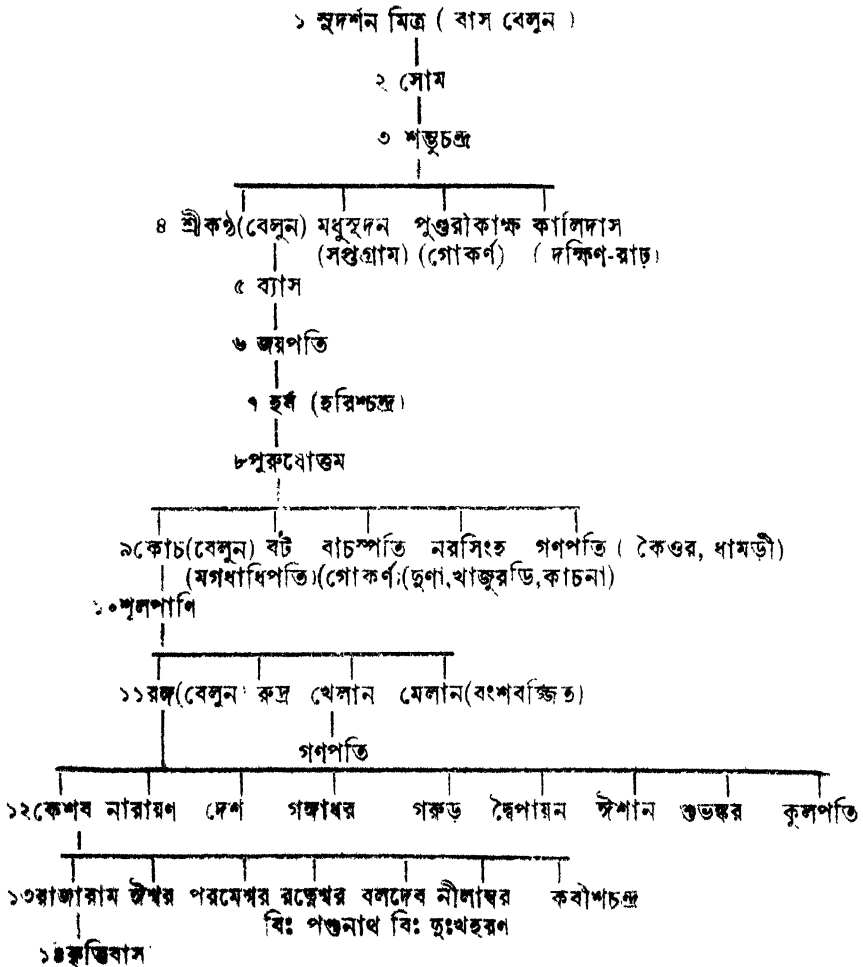 ১ সুদর্শন মিত্র ( বাস বেলুন )
২ সোম
৩ শম্ভুচন্দ্র
৪ শ্রীকণ্ঠ(বেলুন) মধুসূদন পুণ্ডরীকাক্ষ কালিদাস
(সপ্তগ্রাম) (গোকর্ণ) ( দক্ষিণ-রাঢ়)
৫ ব্যাস
৬ জয়পতি
৭ হর্ষ (হরিশ্চন্দ্র)
৮পুরুষোত্তম
৯কোচ(বেলুন) বট বাচস্পতি নরসিংহ গণপতি ( কৈওর, ধামড়ী)
(মগধাধিপতি)(গোকর্ণ)(দুণা,খাজুরডি,কাচনা)
১০শূলপাণি
১১রঙ্গ(বেলুন) রুদ্র খেলান মেলান(বংশবর্জ্জিত)
গণপতি
১২কেশব নারায়ণ দেশ গঙ্গাধর গরুড় দ্বৈপায়ন ঈশান শুভঙ্কর কুলপতি
১৩রাজারাম ঈশ্বর পরমেশ্বর রত্নেশ্বর বলদেব নীলাম্বর কবীশচন্দ্র
বিঃ পশুনাথ বিঃ দুঃখহরণ
১৪কৃত্তিবাস